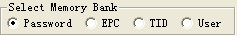 Select Memory Bank
Password EPC TID User